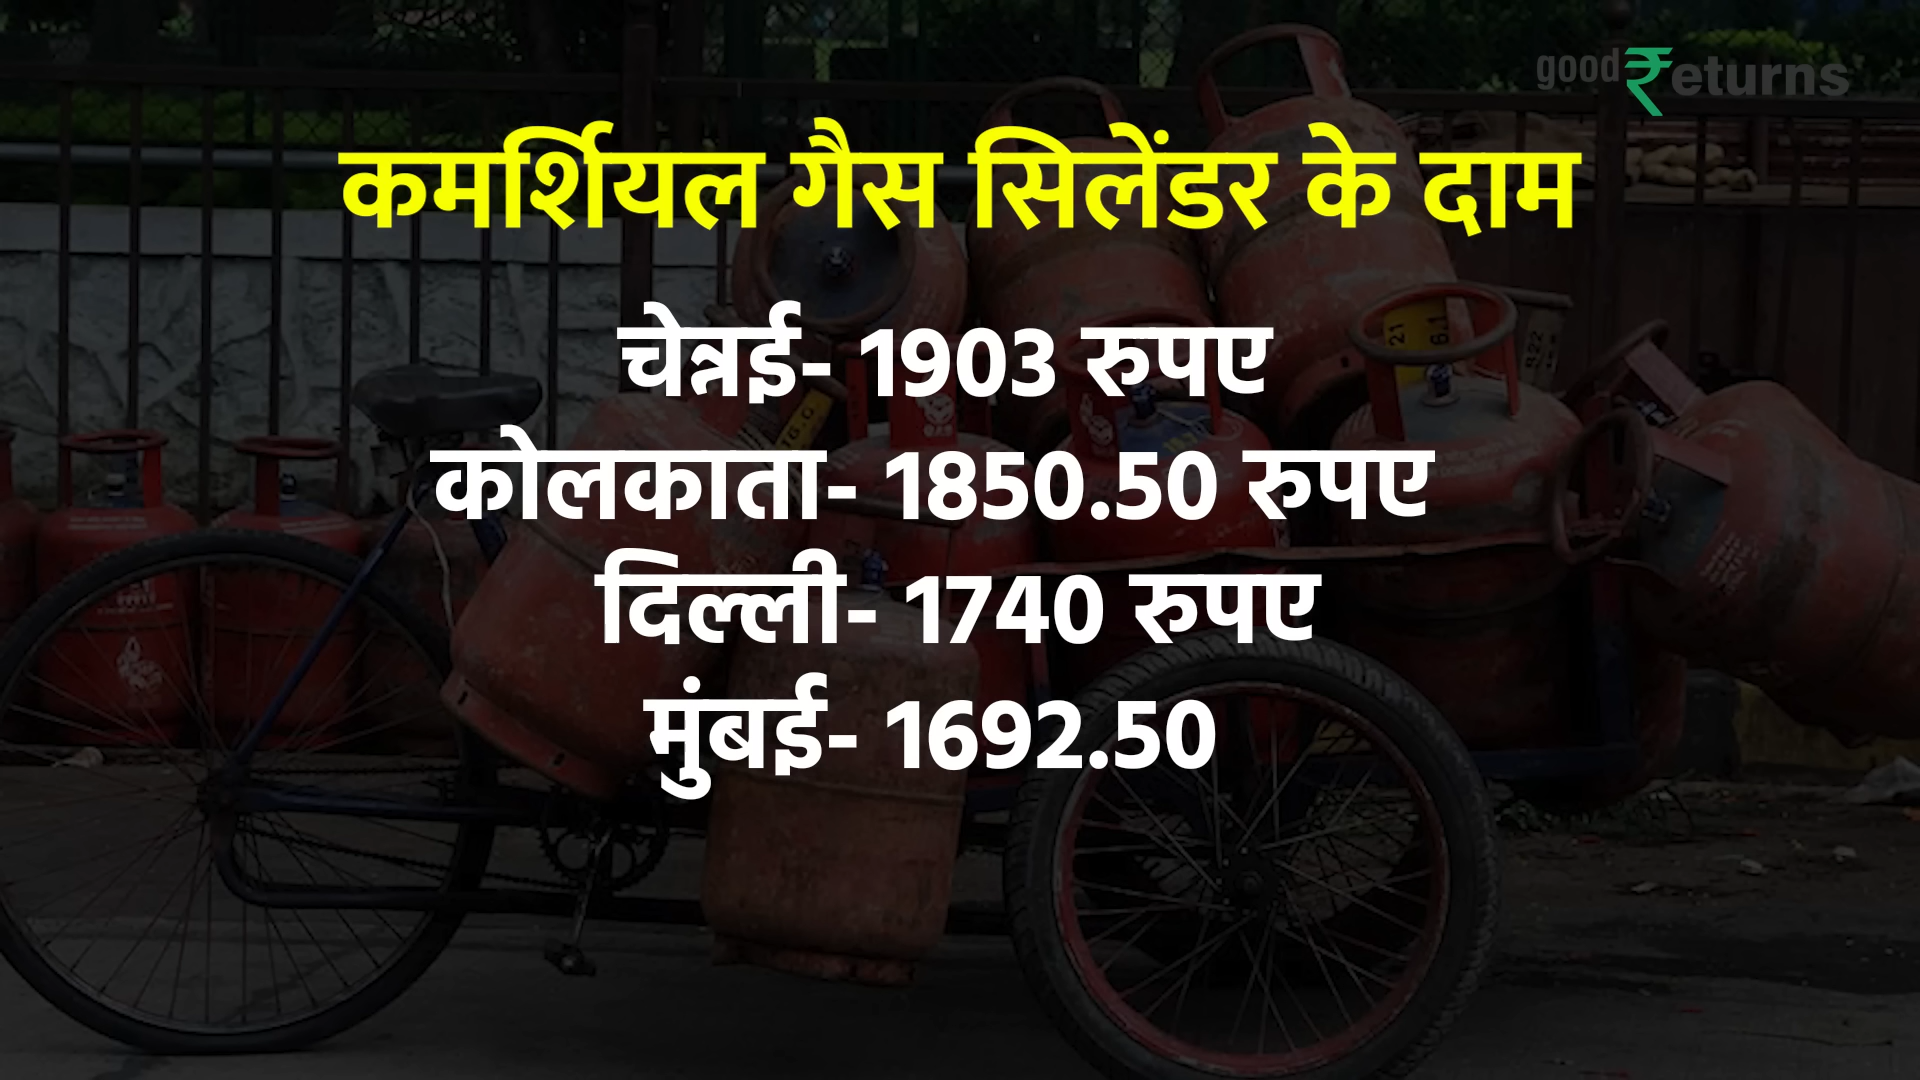 goodReturns
कमर्शियल गैस सिलेंडर के दाम
चेन्नई- 1903 रुपए
कोलकाता- 1850.50 रुपए
दिल्ली- 1740 रुपए
मुंबई- 1692.50